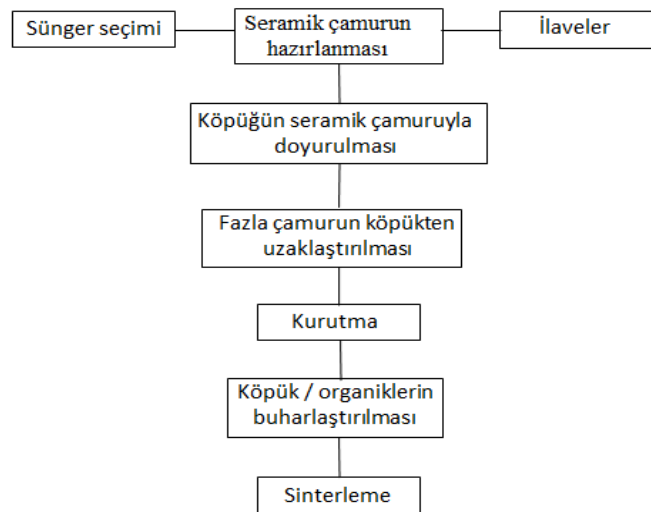 Sünger seçimi
Seramik çamurun
hazırlanması
İlaveler
Köpüğün seramik çamuruyla
doyurulması
Fazla çamurun köpükten
uzaklaştırılması
Kurutma
Köpük / organiklerin
buharlaştırılması
Sinterleme